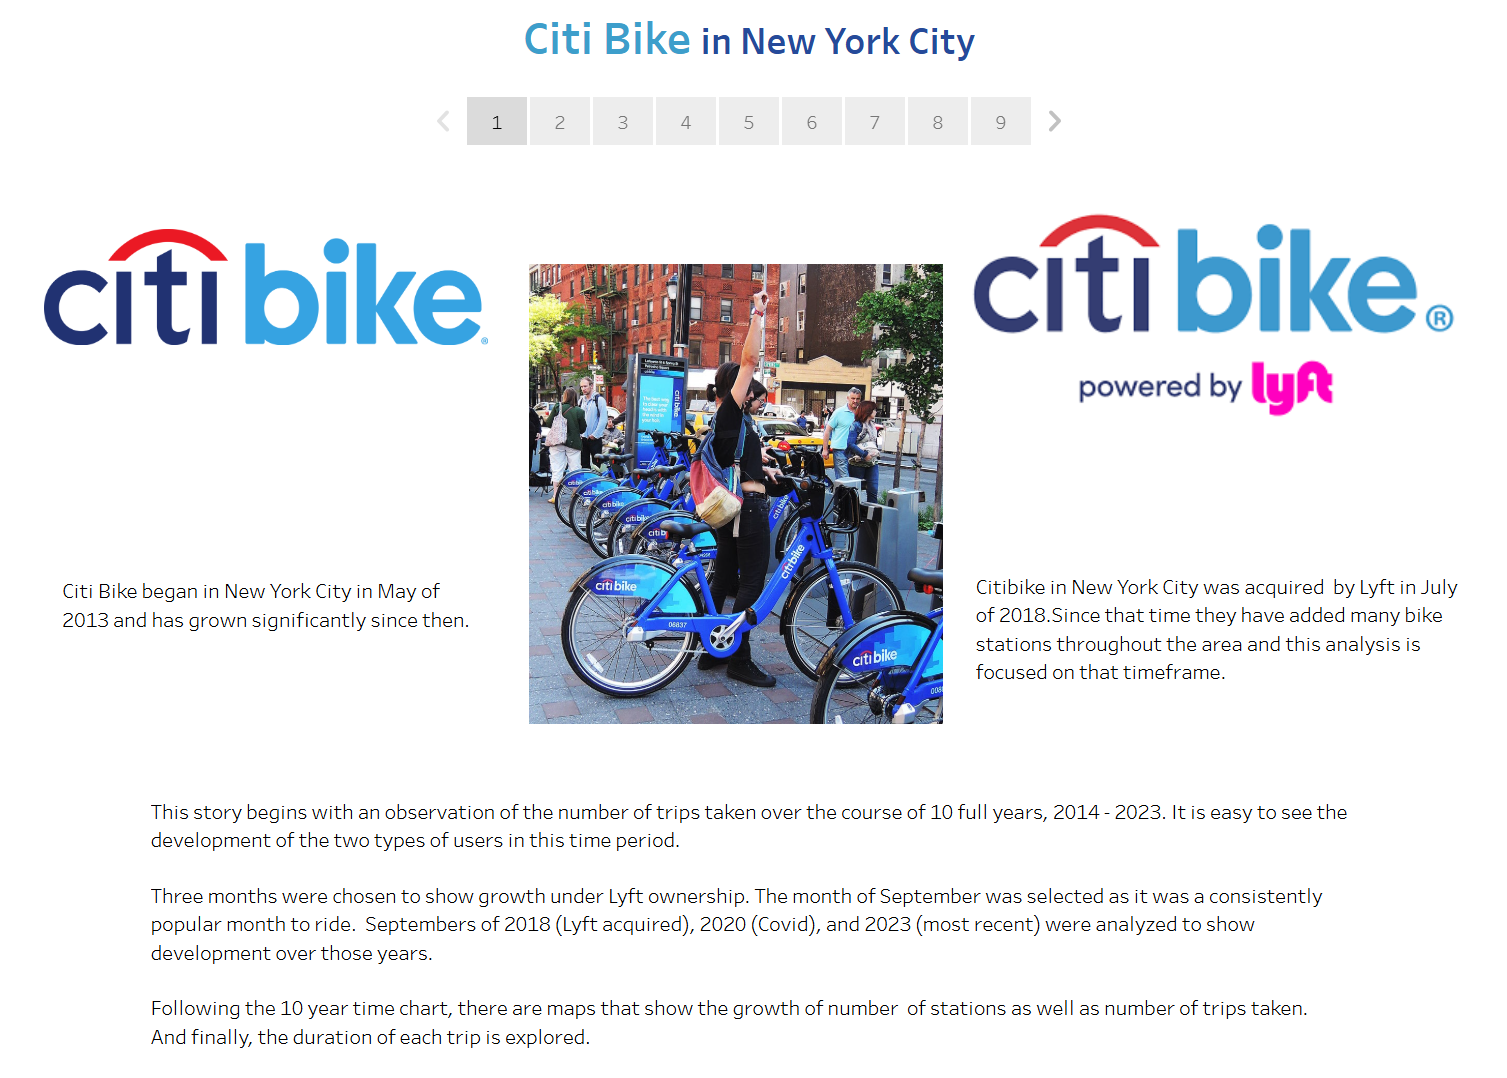 Citi Bike in New York City
1 2 3 4 5 6 7 8 9
citi bike
citi bike®
powered by lyft
citi bike
citi bike
citi bike
citi bike
06837
citi bike
Citi Bike began in New York City in May of
2013 and has grown significantly since then.
Citibike in New York City was acquired  by Lyft in July
of 2018.Since that time they have added many bike
stations throughout the area and this analysis is
focused on that timeframe.
This story begins with an observation of the number of trips taken over the course of 10 full years, 2014 - 2023. It is easy to see the
development of the two types of users in this time period.
Three months were chosen to show growth under Lyft ownership. The month of September was selected as it was a consistently
popular month to ride.  Septembers of 2018 (Lyft acquired), 2020 (Covid), and 2023 (most recent) were analyzed to show
development over those years.
Following the 10 year time chart, there are maps that show the growth of number  of stations as well as number of trips taken.
And finally, the duration of each trip is explored.